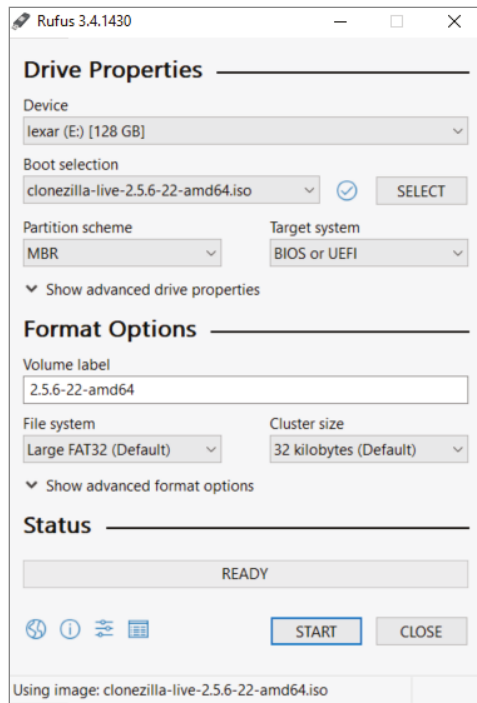 Rufus 3.4.1430
Drive Properties
Device
lexar (E:) [128 GB]
Boot selection
clonezilla-live-2.5.6-22-amd64.iso
SELECT
Partition scheme
Target system
MBR
BIOS or UEFI
Show advanced drive properties
Format Options
Volume label
2.5.6-22-amd64
File system
Cluster size
Large FAT32 (Default)
32 kilobytes (Default)
Show advanced format options
Status
READY
START
CLOSE
Using image: clonezilla-live-2.5.6-22-amd64.iso